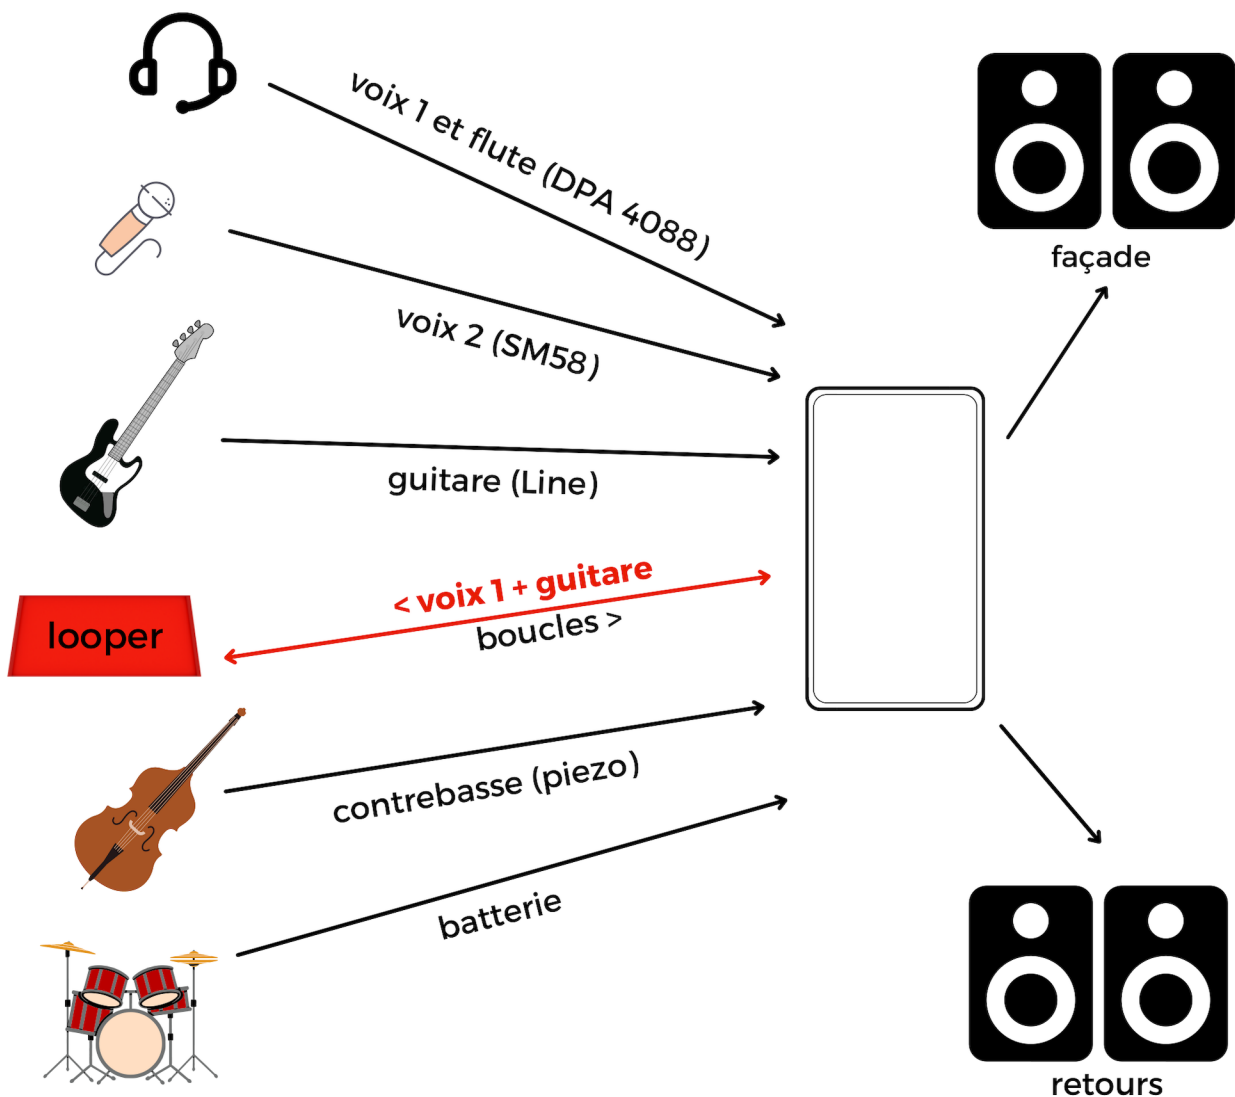 voix 1 et flute (DPA 4088)
façade
voix 2 (SM58)
guitare (Line)
< voix 1 + guitare
boucles >
looper
contrebasse (piezo)
batterie
retours